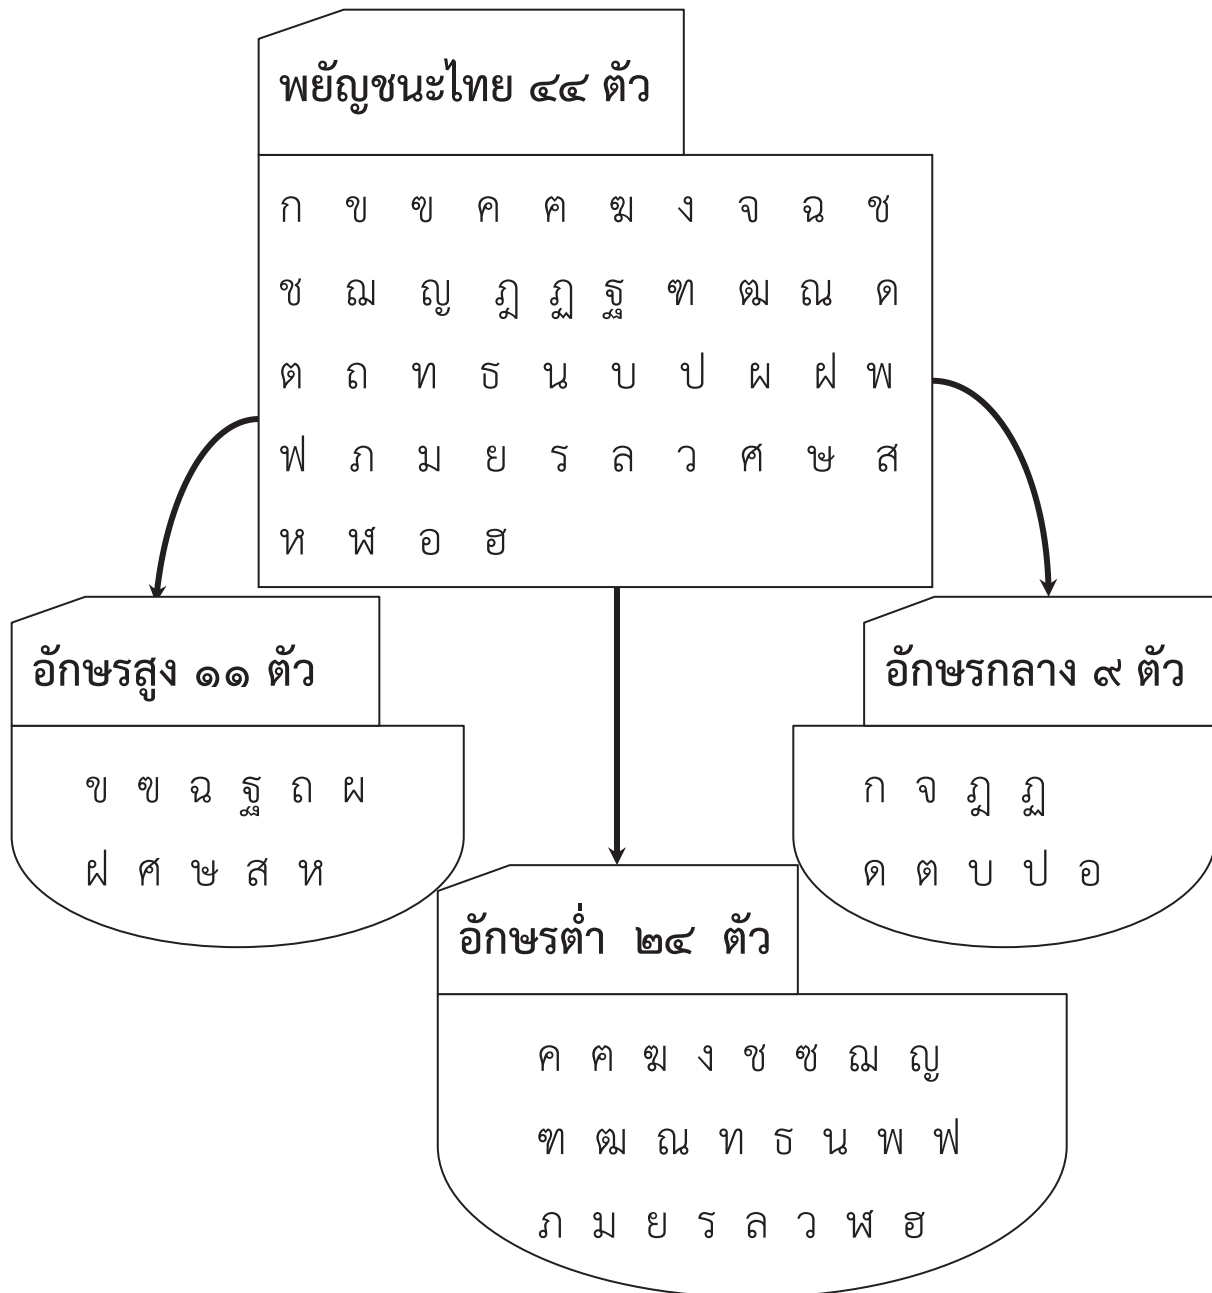 พยัญชนะไทย ๔๔ ตัว
ก ข ฃ ค ฅ ฆ ง จ ฉ ช
ช ฌ ญ ฎ ฏ ฐ ฑ ฒ ณ ด
ต ถ ท ธ น บ ป ผ ฝ พ
ฟ ภ ม ย ร ล ว ศ ษ ส
ห ฬ อ ฮ
อักษรสูง ๑๑ ตัว
ข ฃ ฉ ฐ ถ ผ
ฝ ศ ษ ส ห
อักษรต่ำ ๒๔ ตัว
ค ฅ ฆ ง ช ซ ฌ ญ
ฑ ฒ ณ ท ธ น พ ฟ
ภ ม ย ร ล ว ฬ ฮ
อักษรกลาง ๙ ตัว
ก จ ฎ ฏ
ด ต บ ป อ